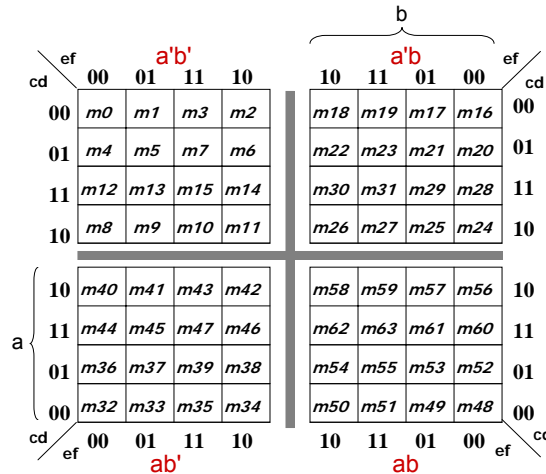 b
ef a'b' a'b ef
cd 00 01 11 10 10 11 01 00 cd
00 m0 m1 m3 m2 m18 m19 m17 m16 00
01 m4 m5 m7 m6 m22 m23 m21 m20 01
11 m12 m13 m15 m14 m30 m31 m29 m28 11
10 m8 m9 m10 m11 m26 m27 m25 m24 10
10 m40 m41 m43 m42 m58 m59 m57 m56 10
a 11 m44 m45 m47 m46 m62 m63 m61 m60 11
01 m36 m37 m39 m38 m54 m55 m53 m52 01
00 m32 m33 m35 m34 m50 m51 m49 m48 00
cd 00 01 11 10 10 11 01 00 cd
ef ab' ab ef